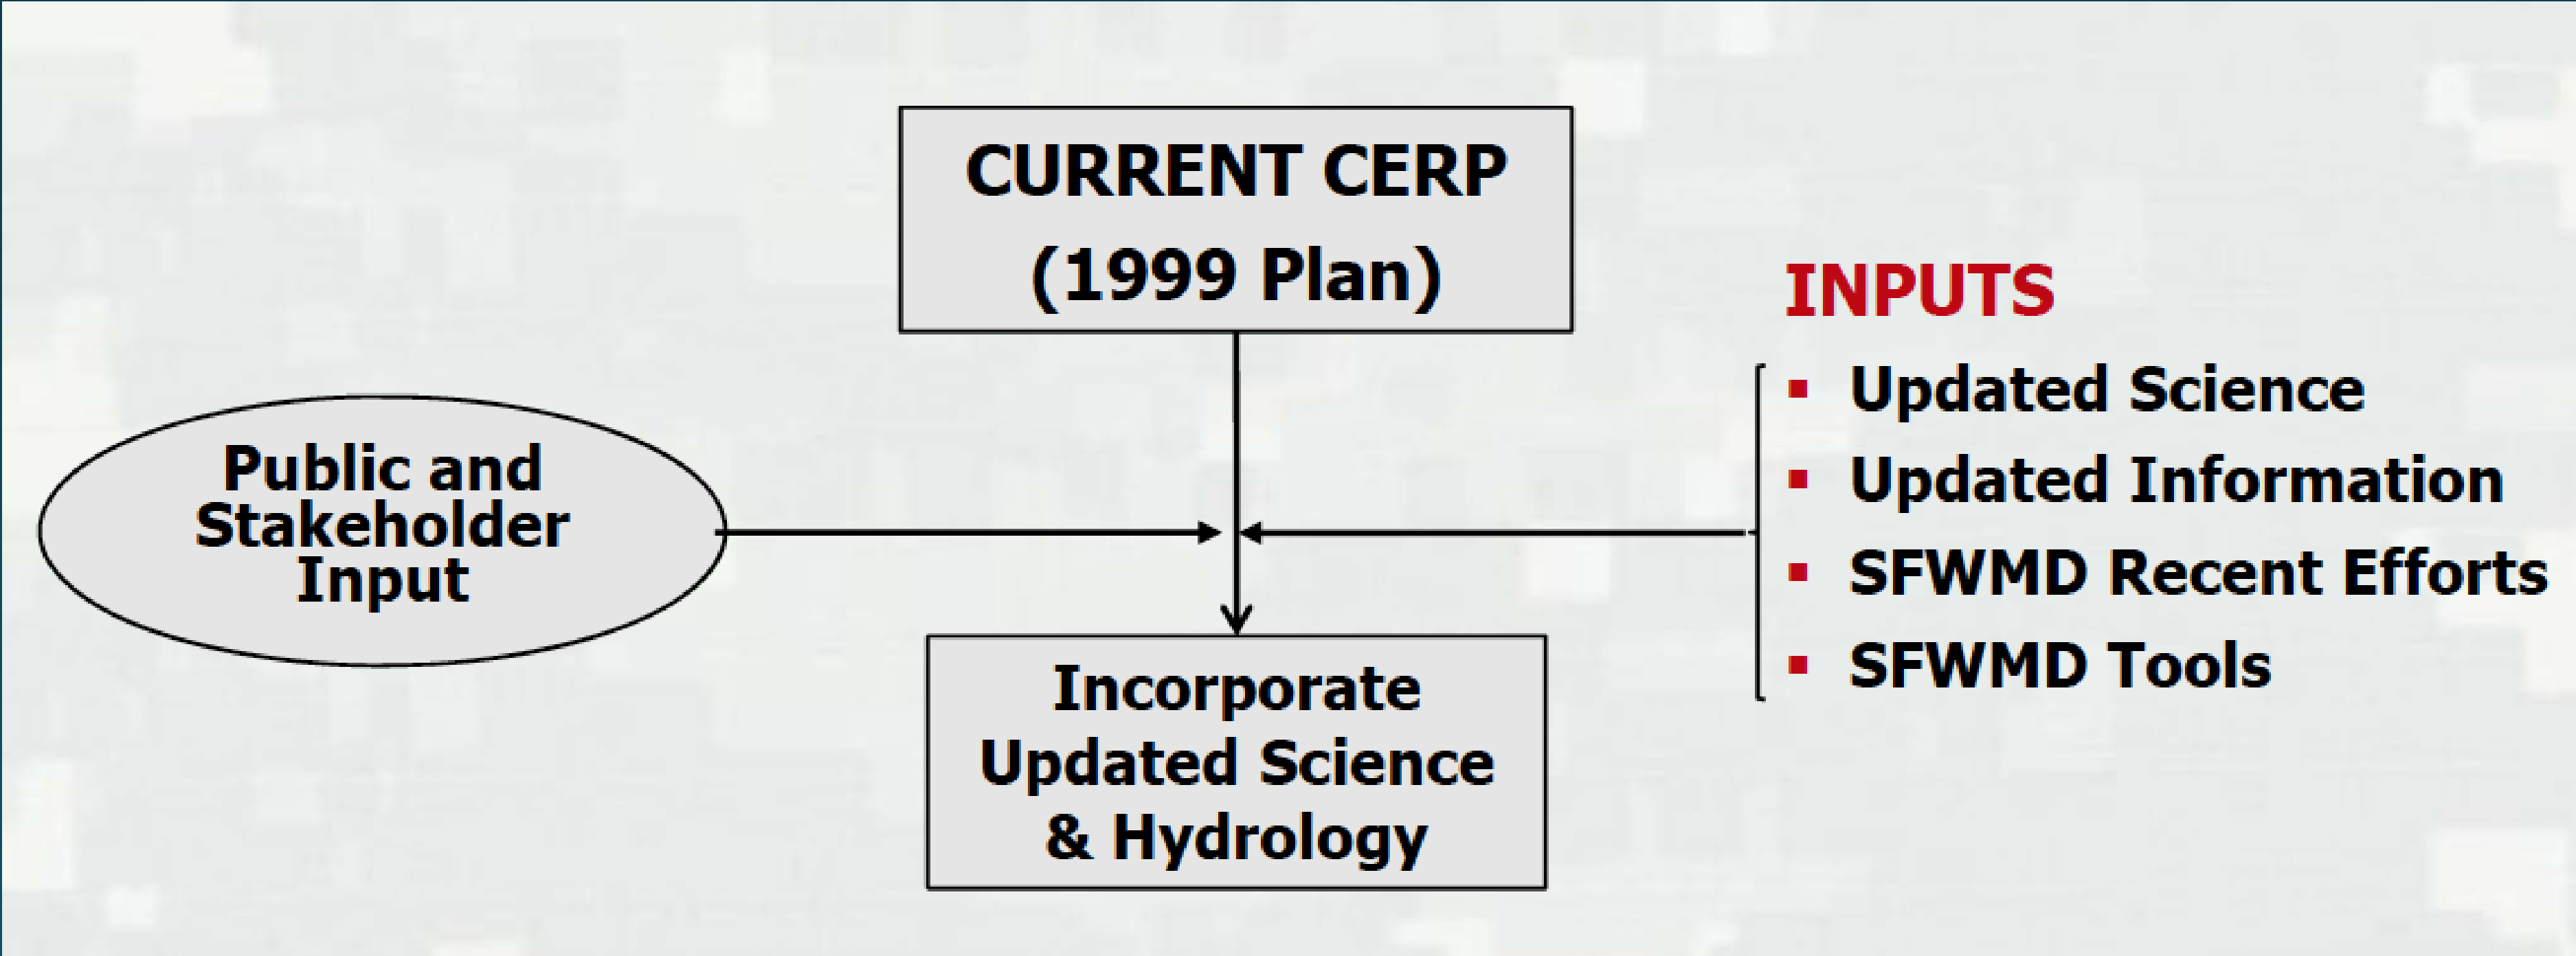 CURRENT CERP
(1999 Plan)
Public and
Stakeholder
Input
INPUTS
▪ Updated Science
▪ Updated Information
▪ SFWMD Recent Efforts
▪ SFWMD Tools
Incorporate
Updated Science
& Hydrology